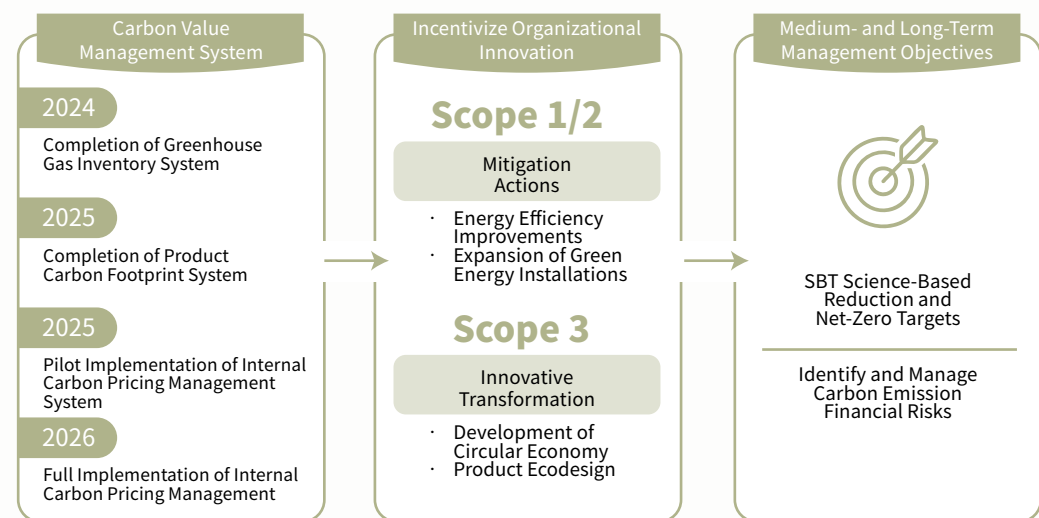 Carbon Value
Management System
2024
Completion of Greenhouse
Gas Inventory System
2025
Completion of Product
Carbon Footprint System
2025
Pilot Implementation of Internal
Carbon Pricing Management
System
2026
Full Implementation of Internal
Carbon Pricing Management
Incentivize Organizational
Innovation
Scope 1/2
Mitigation
Actions
· Energy Efficiency
Improvements
· Expansion of Green
Energy Installations
Scope 3
Innovative
Transformation
· Development of
Circular Economy
· Product Ecodesign
Medium- and Long-Term
Management Objectives
SBT Science-Based
Reduction and
Net-Zero Targets
Identify and Manage
Carbon Emission
Financial Risks